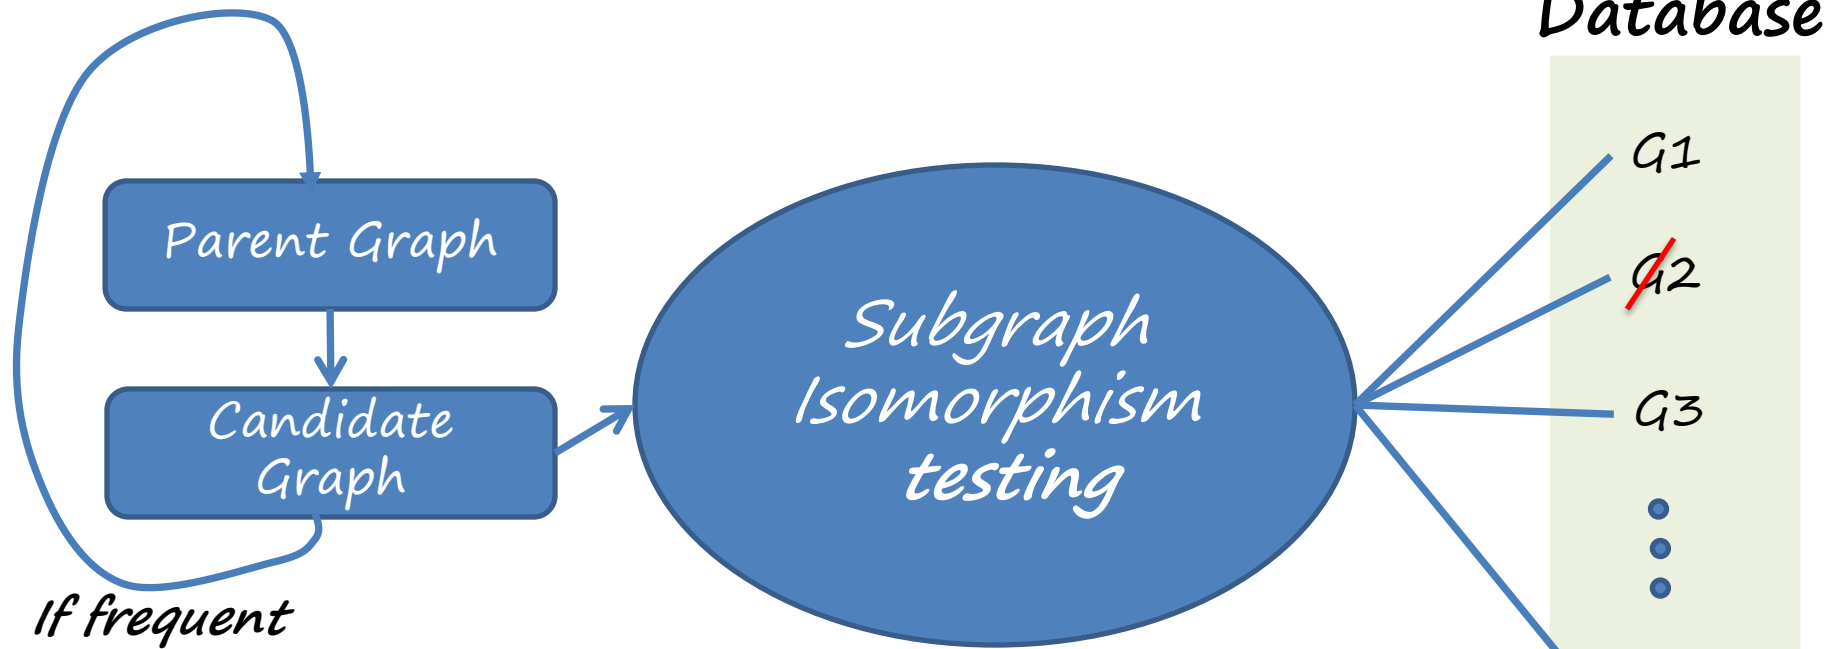 Database
Parent Graph
Candidate
Graph
If frequent
Subgraph
Isomorphism
testing
G1
G2
G3